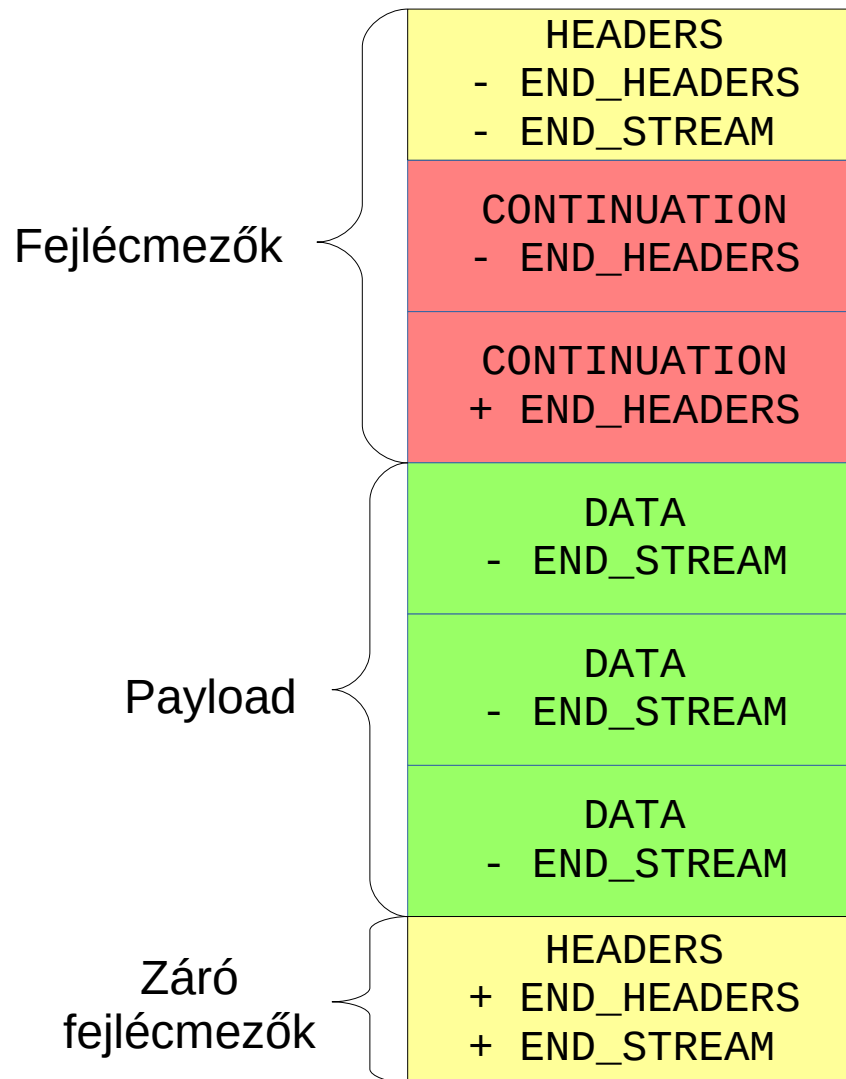 HEADERS
- END_HEADERS
- END_STREAM
Fejlécmezők
CONTINUATION
- END_HEADERS
CONTINUATION
+ END_HEADERS
Payload
DATA
- END_STREAM
DATA
- END_STREAM
DATA
- END_STREAM
Záró
fejlécmezők
HEADERS
+ END_HEADERS
+ END_STREAM